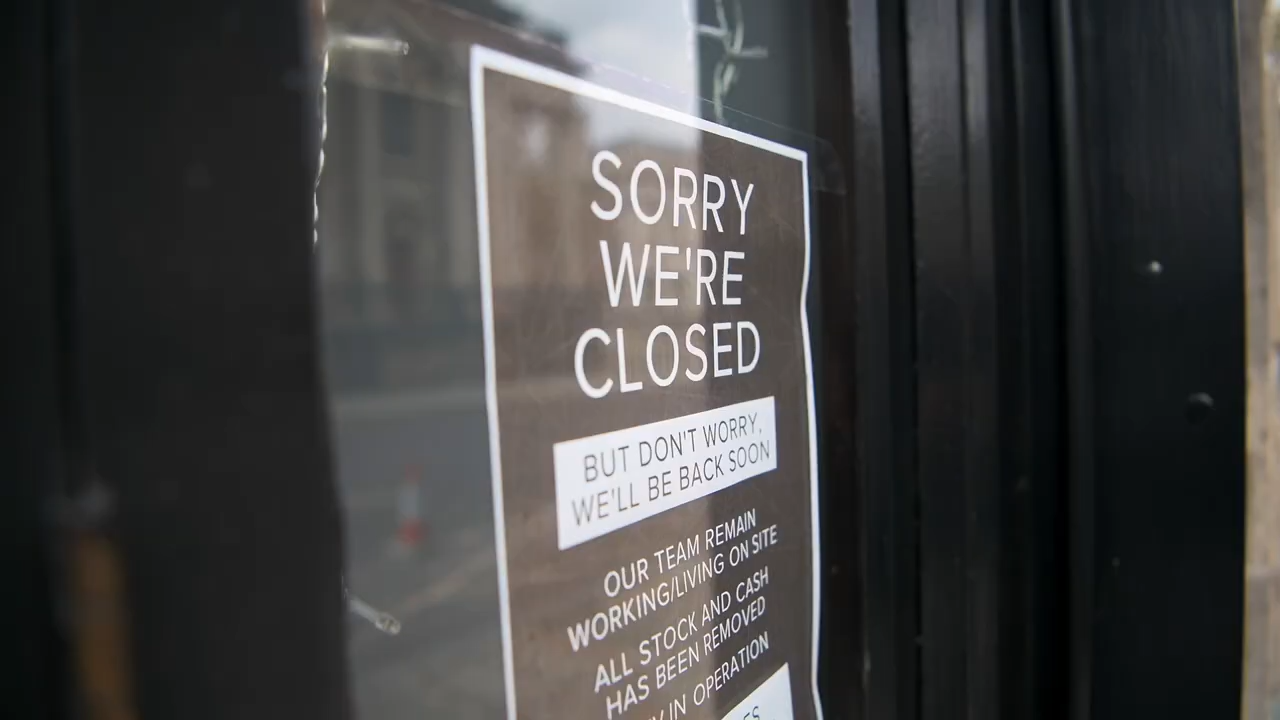 SORRY
WE'RE
CLOSED
BUT DON'T WORRY,
WE'LL BE BACK SOON
OUR TEAM REMAIN
WORKING/LIVING ON SITE
ALL STOCK AND CASH
HAS BEEN REMOVED
IN OPERATION